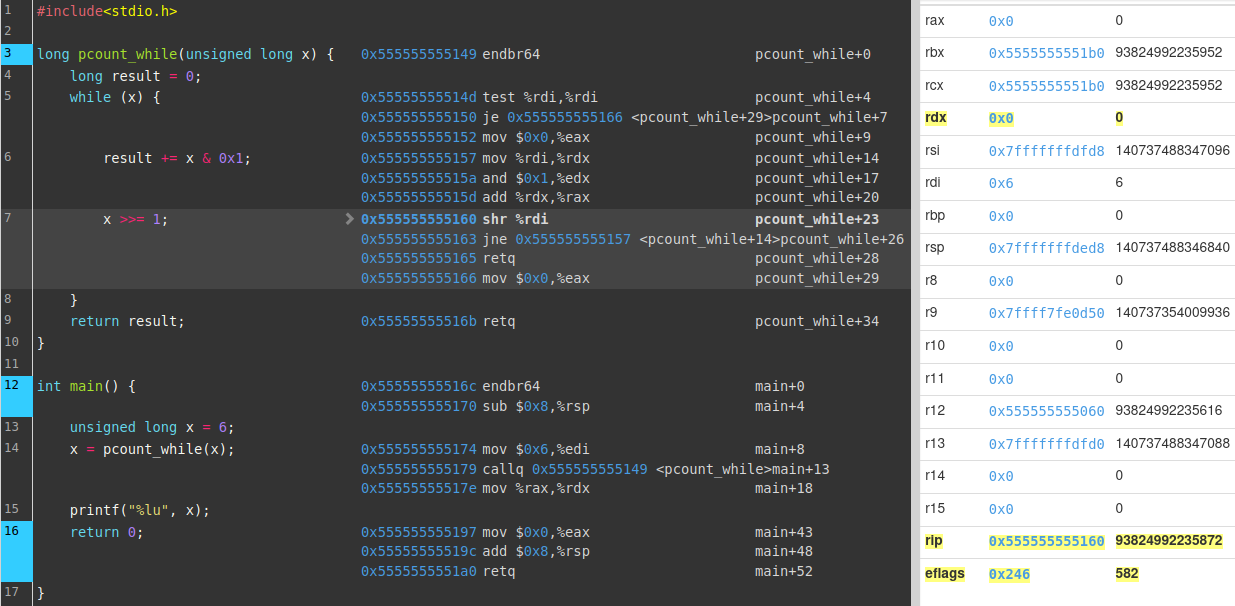 1 #include<stdio.h>
2
3 long pcount_while(unsigned long x) { 0x555555555149 endbr64 pcount_while+0
4 long result = 0;
5 while (x) { 0x55555555514d test %rdi,%rdi pcount_while+4
0x555555555150 je 0x555555555166 <pcount_while+29>pcount_while+7
0x555555555152 mov $0x0,%eax pcount_while+9
6 result += x & 0x1; 0x555555555157 mov %rdi,%rdx pcount_while+14
0x55555555515a and $0x1,%edx pcount_while+17
0x55555555515d add %rdx,%rax pcount_while+20
7 x >>= 1; 0x555555555160 shr %rdi pcount_while+23
0x555555555163 jne 0x555555555157 <pcount_while+14>pcount_while+26
0x555555555165 retq pcount_while+28
0x555555555166 mov $0x0,%eax pcount_while+29
8 }
9 return result; 0x55555555516b retq pcount_while+34
10 }
11
12 int main() { 0x55555555516c endbr64 main+0
0x555555555170 sub $0x8,%rsp main+4
13 unsigned long x = 6;
14 x = pcount_while(x); 0x555555555174 mov $0x6,%edi main+8
0x555555555179 callq 0x555555555149 <pcount_while>main+13
0x55555555517e mov %rax,%rdx main+18
15 printf("%lu", x);
16 return 0; 0x555555555197 mov $0x0,%eax main+43
0x55555555519c add $0x8,%rsp main+48
0x5555555551a0 retq main+52
17 }
rax 0x0 0
rbx 0x5555555551b0 93824992235952
rcx 0x5555555551b0 93824992235952
rdx 0x0 0
rsi 0x7fffffffdfd8 140737488347096
rdi 0x6 6
rbp 0x0 0
rsp 0x7fffffffded8 140737488346840
r8 0x0 0
r9 0x7ffff7fe0d50 140737354009936
r10 0x0 0
r11 0x0 0
r12 0x555555555060 93824992235616
r13 0x7fffffffdfd0 140737488347088
r14 0x0 0
r15 0x0 0
rip 0x555555555160 93824992235872
eflags 0x246 582